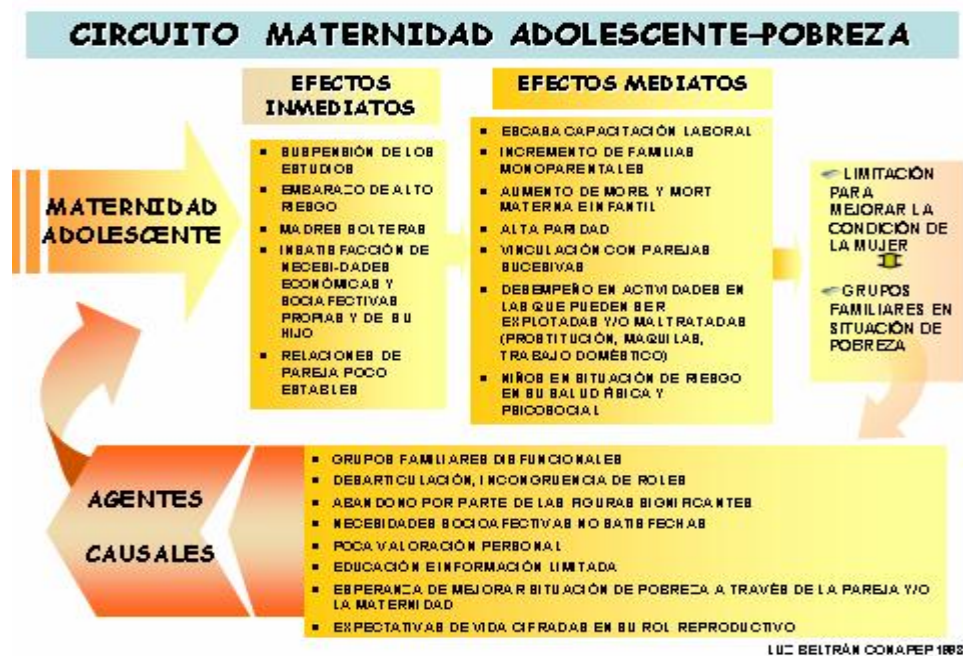 CIRCUITO MATERNIDAD ADOLESCENTE-POBREZA
EFECTOS
INMEDIATOS
EFECTOS MEDIATOS
MATERNIDAD
ADOLESCENTE
▪ SUSPENSIÓN DE LOS
ESTUDIOS
▪ EMBARAZO DE ALTO
RIESGO
▪ MADRES SOLTERAS
▪ INSATISFACCIÓN DE
NECESI-DADES
ECONÓMICAS Y
SOCIAFECTIVAS
PROPIAS Y DE SU
HIJO
▪ RELACIONES DE
PAREJA POCO
ESTABLES
▪ ESCASA CAPACITACIÓN LABORAL
▪ INCREMENTO DE FAMILIAS
MONOPARENTALES
▪ AUMENTO DE MORB. Y MORT
MATERNA E INFANTIL
▪ ALTA PARIDAD
▪ VINCULACIÓN CON PAREJAS
SUCESIVAS
▪ DESEMPEÑO EN ACTIVIDADES EN
LAS QUE PUEDEN SER
EXPLOTADAS Y/O MALTRATADAS
(PROSTITUCIÓN, MAQUILAS,
TRABAJO DOMÉSTICO)
▪ NIÑOS EN SITUACIÓN DE RIESGO
EN SU SALUD FÍSICA Y
PSICOSOCIAL
LIMITACIÓN
PARA
MEJORAR LA
CONDICIÓN DE
LA MUJER
GRUPOS
FAMILIARES EN
SITUACIÓN DE
POBREZA
AGENTES
CAUSALES
▪ GRUPOS FAMILIARES DISFUNCIONALES
▪ DESARTICULACIÓN, INCONGRUENCIA DE ROLES
▪ ABANDONO POR PARTE DE LAS FIGURAS SIGNIFICANTES
▪ NECESIDADES SOCIOAFECTIVAS NO SATISFECHAS
▪ POCA VALORACIÓN PERSONAL
▪ EDUCACIÓN E INFORMACIÓN LIMITADA
▪ ESPERANZA DE MEJORAR SITUACIÓN DE POBREZA A TRAVÉS DE LA PAREJA Y/O
LA MATERNIDAD
▪ EXPECTATIVAS DE VIDA CIFRADAS EN SU ROL REPRODUCTIVO
LUZ BELTRÁN CONAPEP